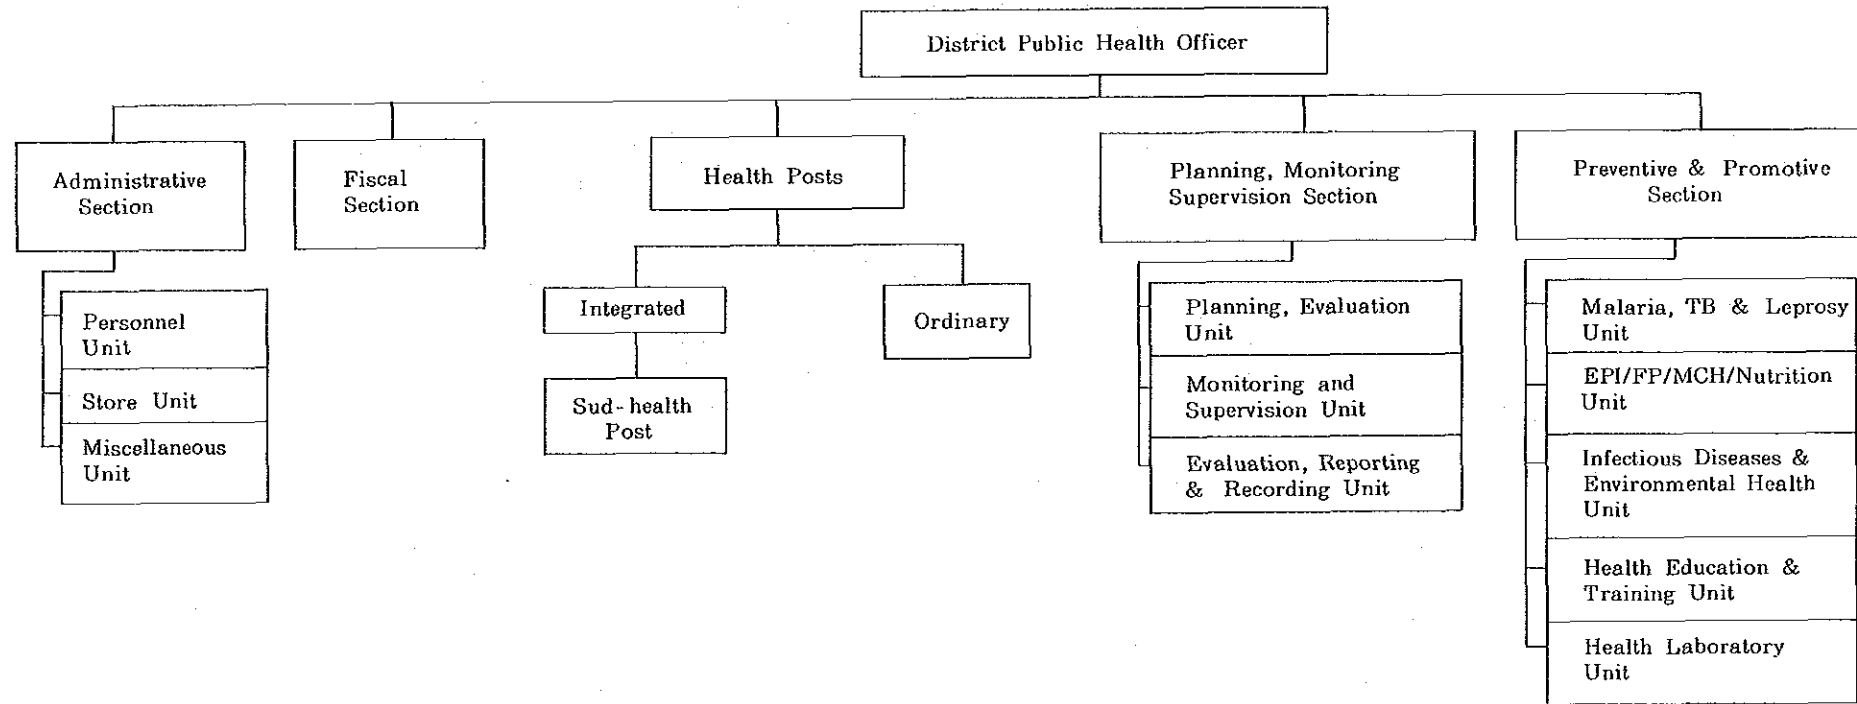 District Public Health Officer
Administrative
Section
Fiscal
Section
Health Posts
Planning, Monitoring
Supervision Section
Preventive & Promotive
Section
Personnel
Unit
Store Unit
Miscellaneous
Unit
Integrated
Sud-health
Post
Ordinary
Planning, Evaluation
Unit
Monitoring and
Supervision Unit
Evaluation, Reporting
& Recording Unit
Malaria, TB & Leprosy
Unit
EPI/FP/MCH/Nutrition
Unit
Infectious Diseases &
Environmental Health
Unit
Health Education &
Training Unit
Health Laboratory
Unit